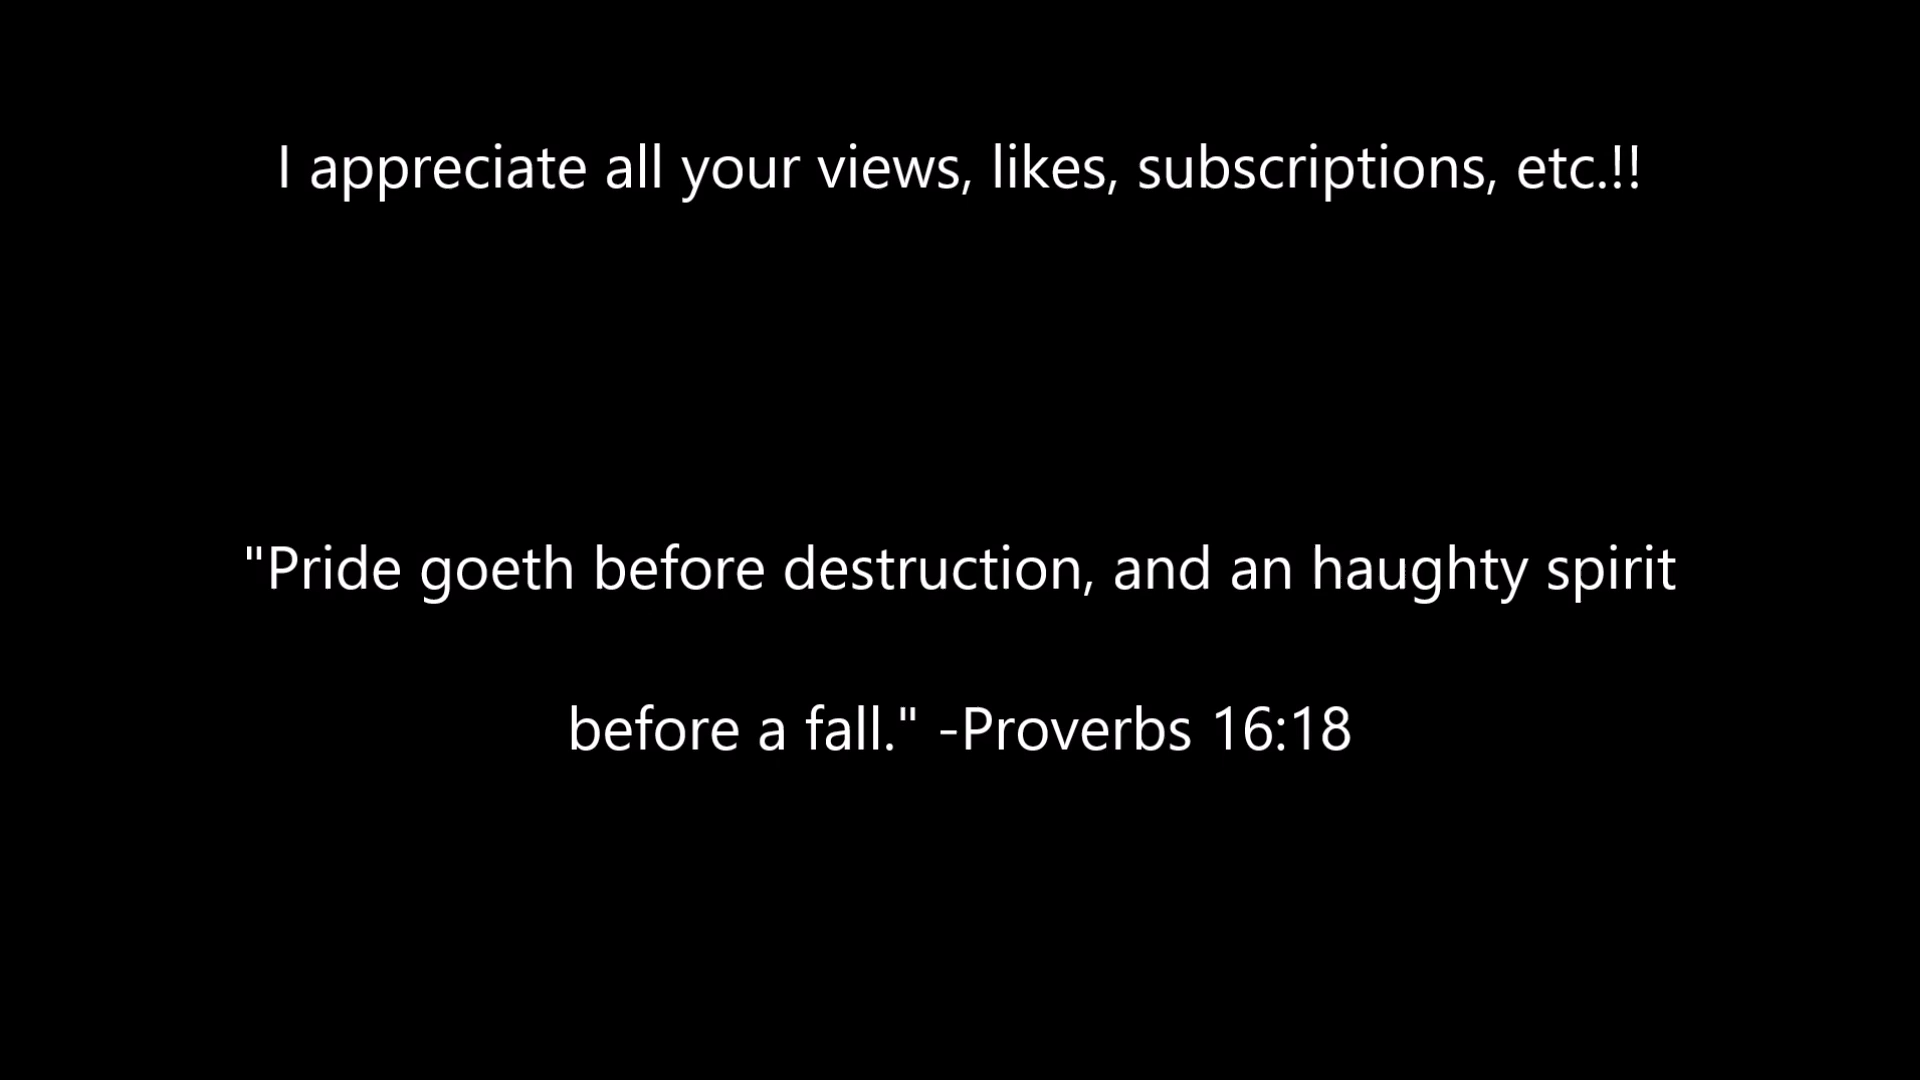 I appreciate all your views, likes, subscriptions, etc.!!
"Pride goeth before destruction, and an haughty spirit
before a fall." -Proverbs 16:18